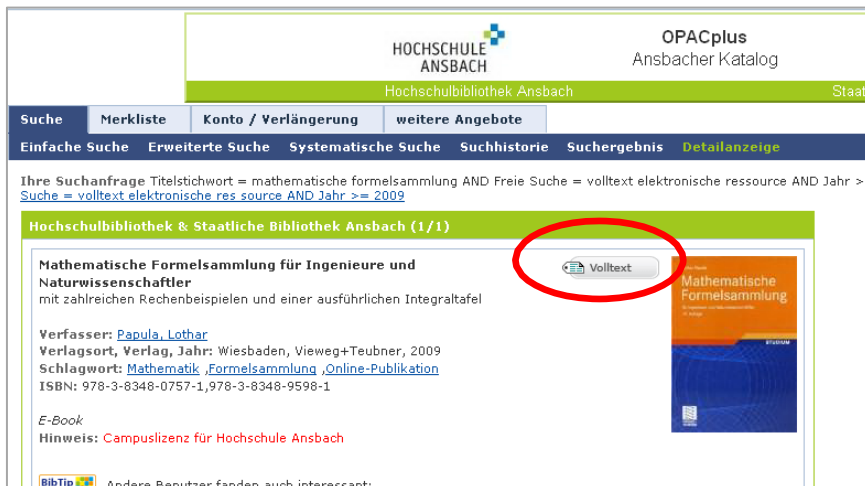 HOCHSCHULE
ANSBACH
OPACplus
Ansbacher Katalog
Hochschulbibliothek Ansbach
Staat
Suche Merkliste Konto / Verlängerung weitere Angebote
Einfache Suche Erweiterte Suche Systematische Suche Suchhistorie Suchergebnis Detailanzeige
Ihre Suchanfrage Titelstichwort = mathematische formelsammlung AND Freie Suche = volltext elektronische ressource AND Jahr >
Suche = volltext elektronische res source AND Jahr >= 2009
Hochschulbibliothek & Staatliche Bibliothek Ansbach (1/1)
Mathematische Formelsammlung für Ingenieure und
Naturwissenschaftler
mit zahlreichen Rechenbeispielen und einer ausführlichen Integraltafel
Volltext
Mathematische
Formelsammlung
STUDIUM
Verfasser: Papula, Lothar
Verlagsort, Verlag, Jahr: Wiesbaden, Vieweg+Teubner, 2009
Schlagwort: Mathematik ,Formelsammlung ,Online-Publikation
ISBN: 978-3-8348-0757-1,978-3-8348-9598-1
E-Book
Hinweis: Campuslizenz für Hochschule Ansbach
BibTip Andere Benutzer fanden auch interessant: